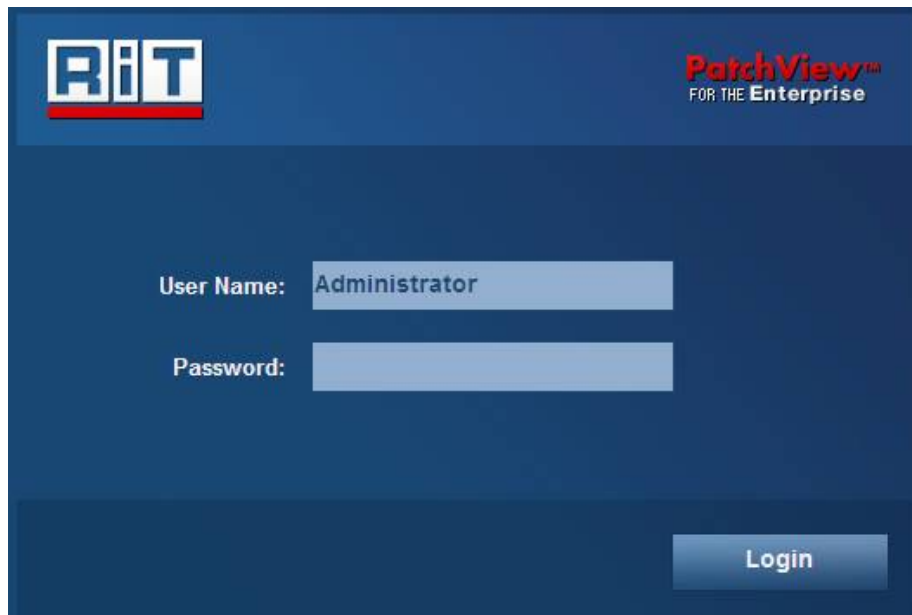 RiT
PatchView™
FOR THE Enterprise
User Name: Administrator
Password:
Login